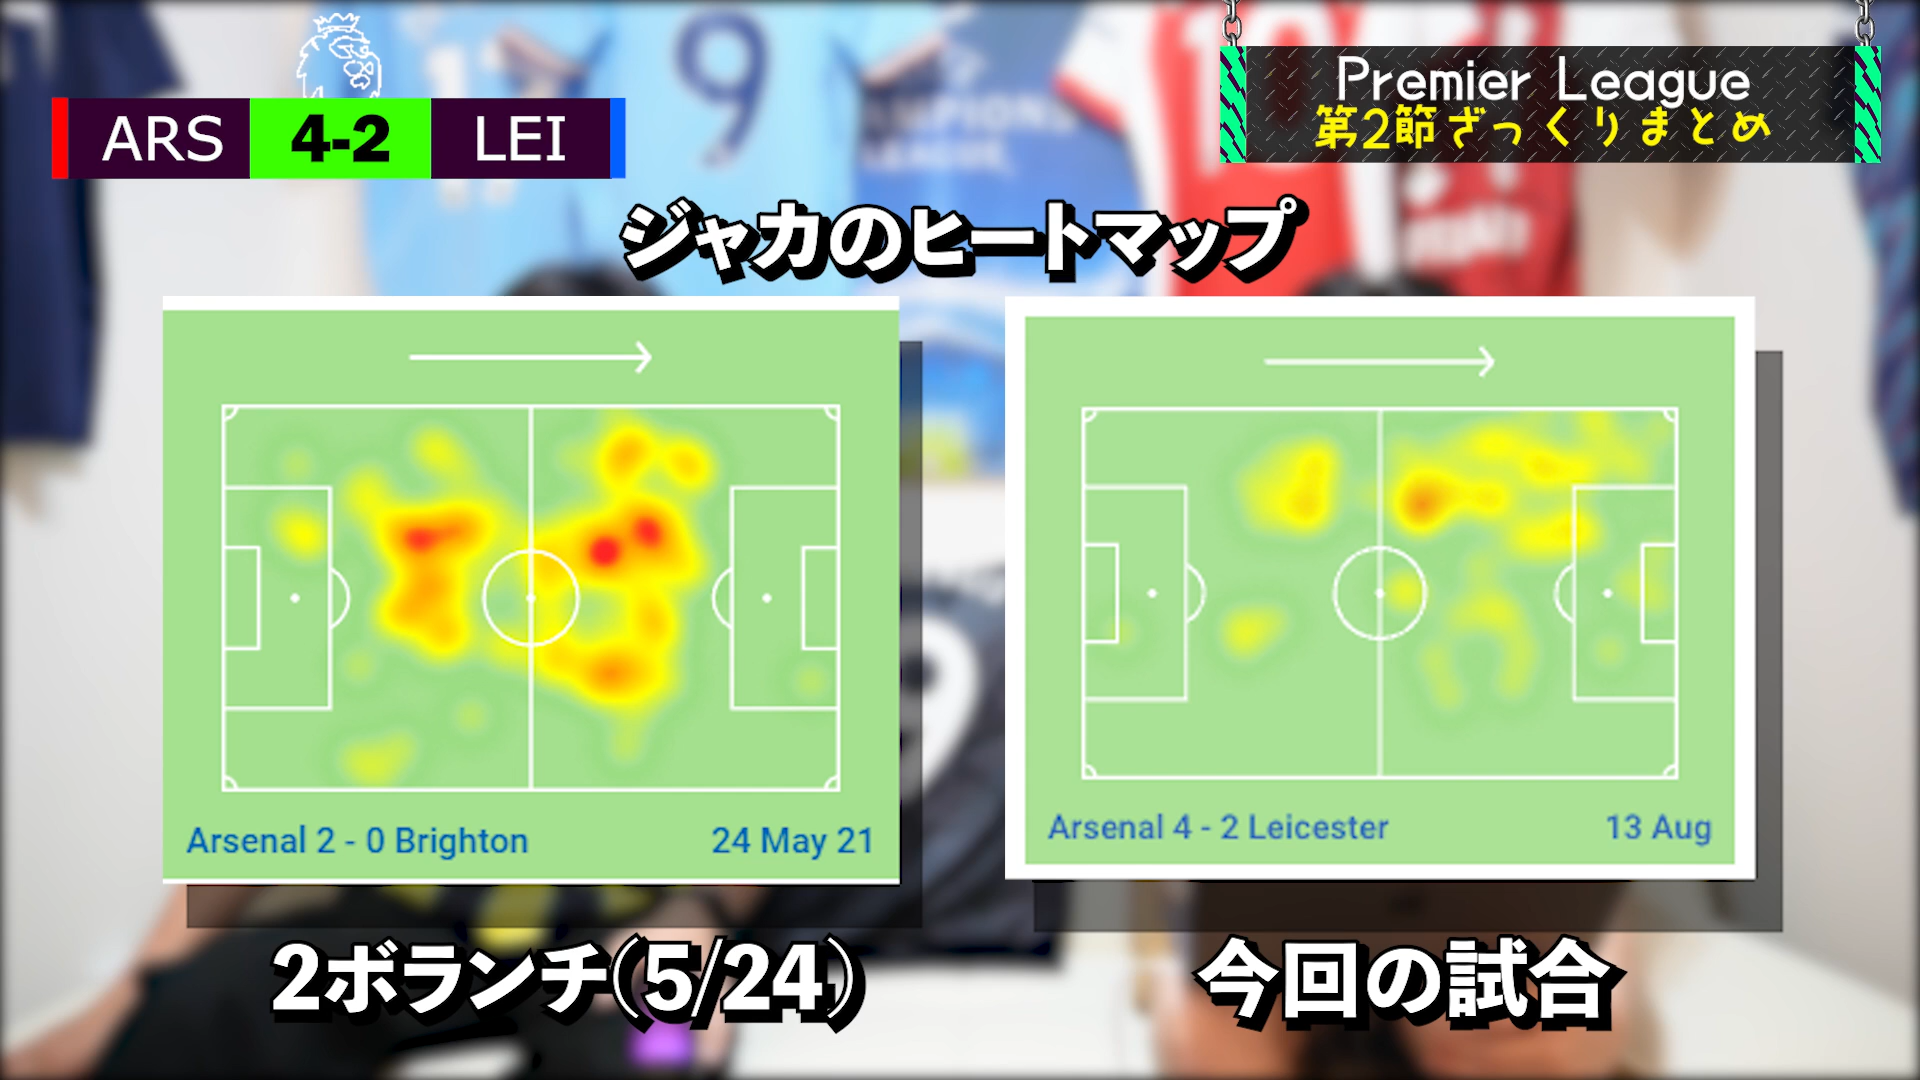 ARS 4-2 LEI
Premier League
第2節ざっくりまとめ
ジャカのヒートマップ
Arsenal 2 - 0 Brighton 24 May 21
Arsenal 4 - 2 Leicester 13 Aug
2ボランチ(5/24)
今回の試合